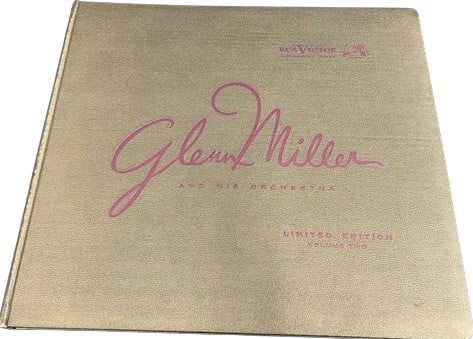 RCA VICTOR
Glenn Miller
AND HIS ORCHESTRA
LIMITED EDITION
VOLUME TWO